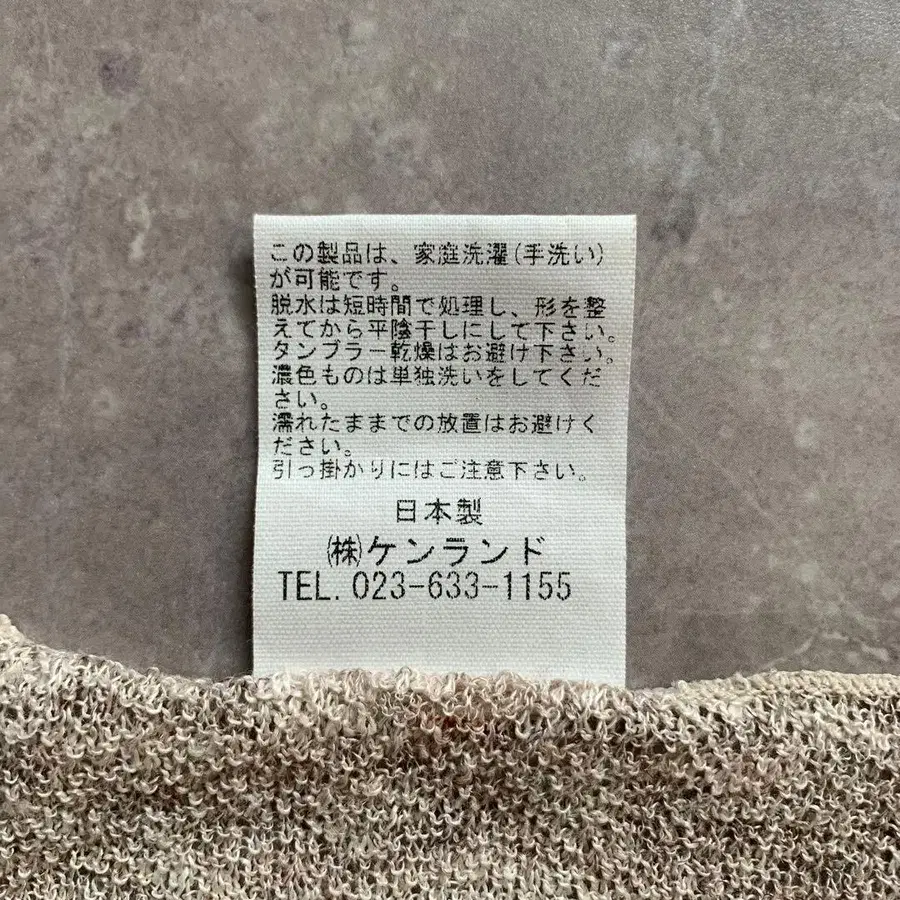 この製品は、家庭洗濯(手洗い)
が可能です。
脱水は短時間で処理し、形を整
えてから平陰干しにして下さい。
タンブラー乾燥はお避け下さい。
濃色ものは単独洗いをしてくだ
さい。
濡れたままでの放置はお避けく
ださい。
引っ掛かりにはご注意下さい。
日本製
㈱ケンランド
TEL. 023-633-1155